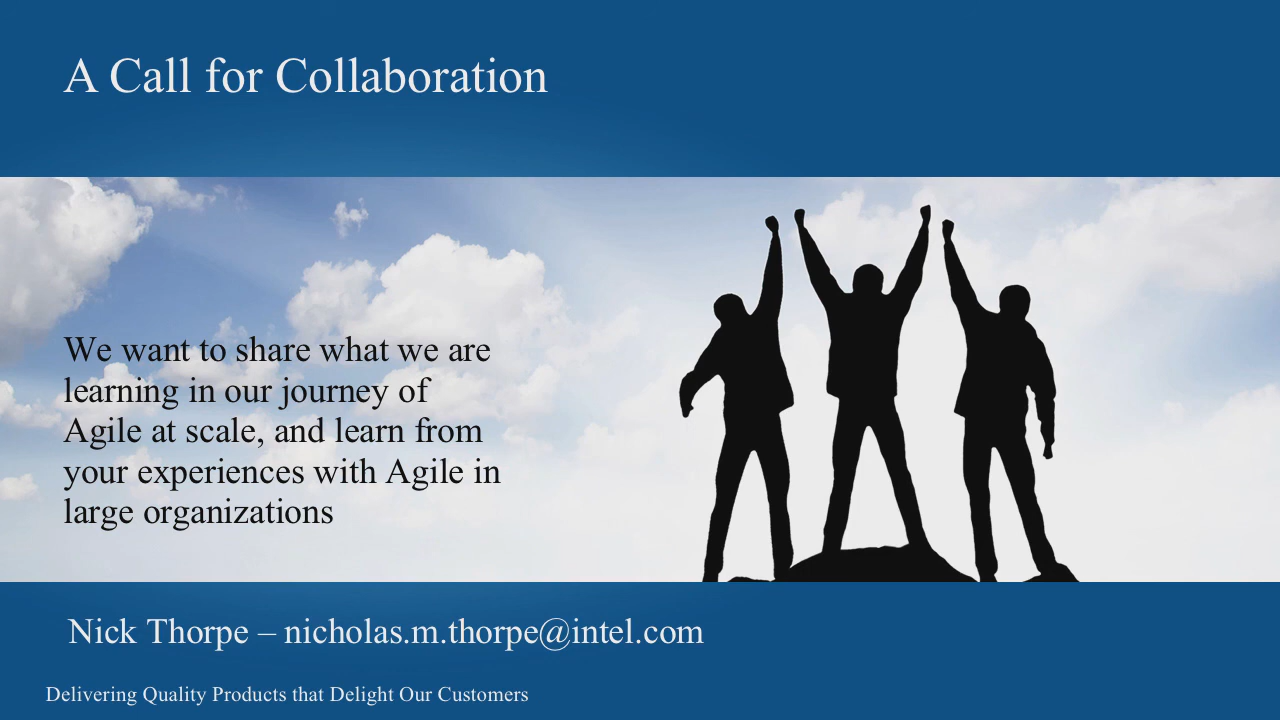 A Call for Collaboration
We want to share what we are
learning in our journey of
Agile at scale, and learn from
your experiences with Agile in
large organizations
Nick Thorpe – nicholas.m.thorpe@intel.com
Delivering Quality Products that Delight Our Customers